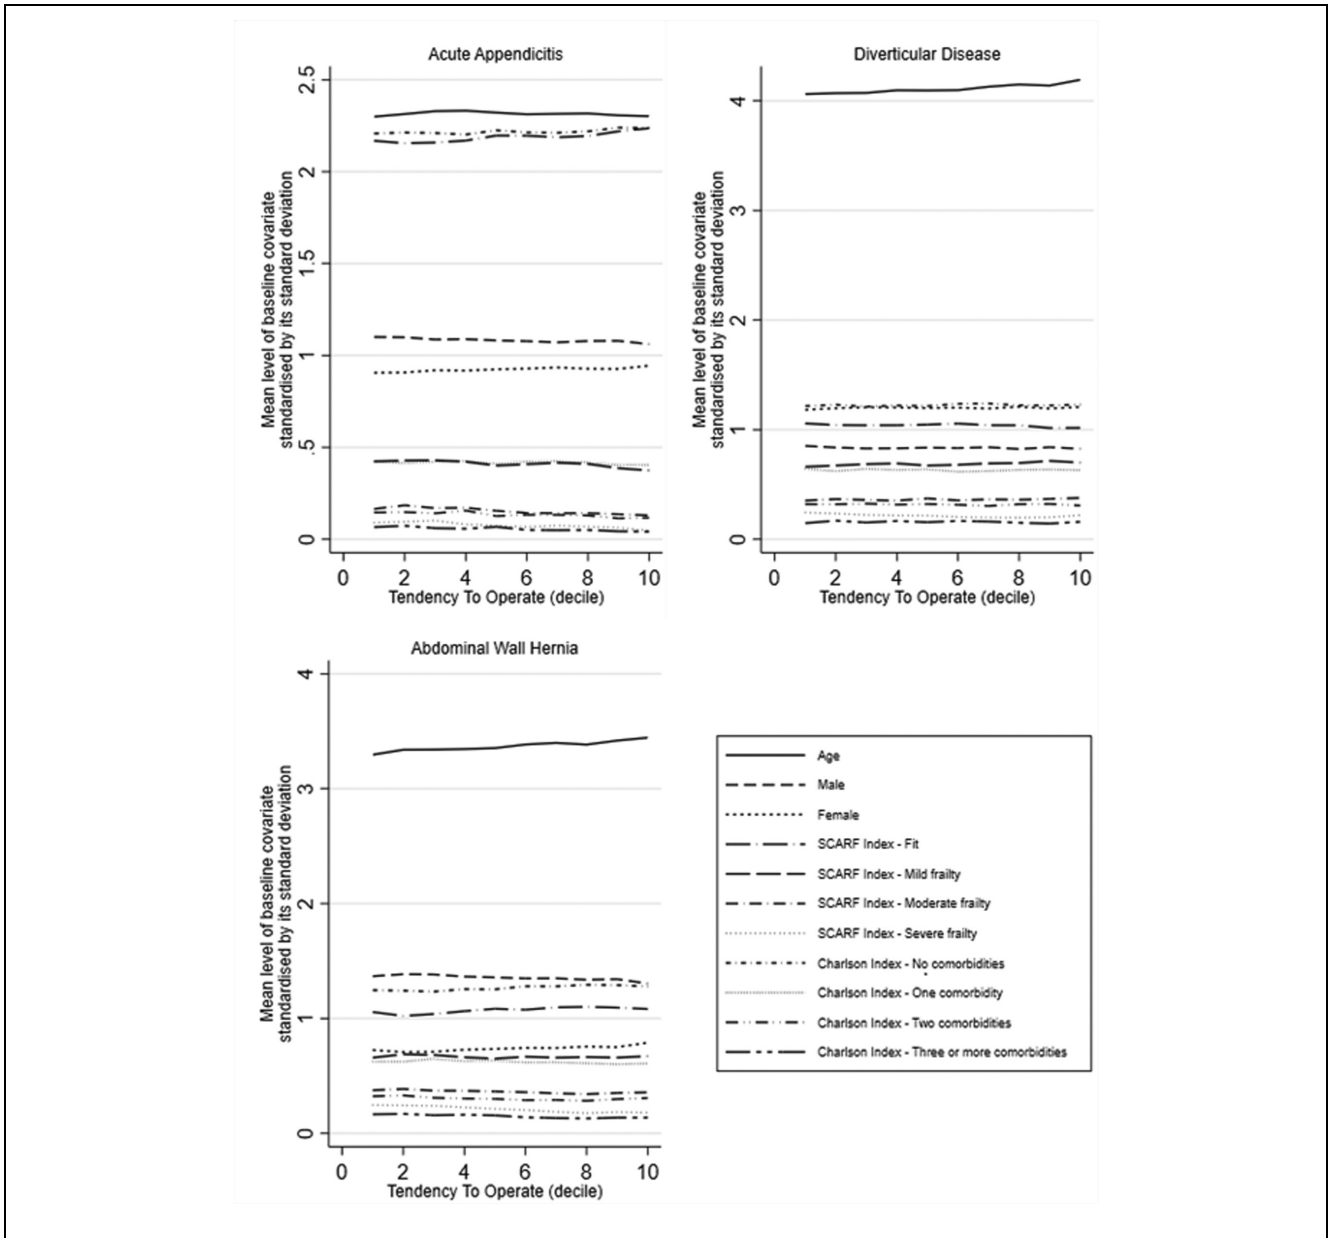 Acute Appendicitis
Mean level of baseline covariate
standardised by its standard deviation
2.5
2
1.5
1
.5
0
0 2 4 6 8 10
Tendency To Operate (decile)
Diverticular Disease
Mean level of baseline covariate
standardised by its standard deviation
4
3
2
1
0
0 2 4 6 8 10
Tendency To Operate (decile)
Abdominal Wall Hernia
Mean level of baseline covariate
standardised by its standard deviation
4
3
2
1
0
0 2 4 6 8 10
Tendency To Operate (decile)
Age
Male
Female
SCARF Index - Fit
SCARF Index - Mild frailty
SCARF Index - Moderate frailty
SCARF Index - Severe frailty
Charlson Index - No comorbidities
Charlson Index - One comorbidity
Charlson Index - Two comorbidities
Charlson Index - Three or more comorbidities